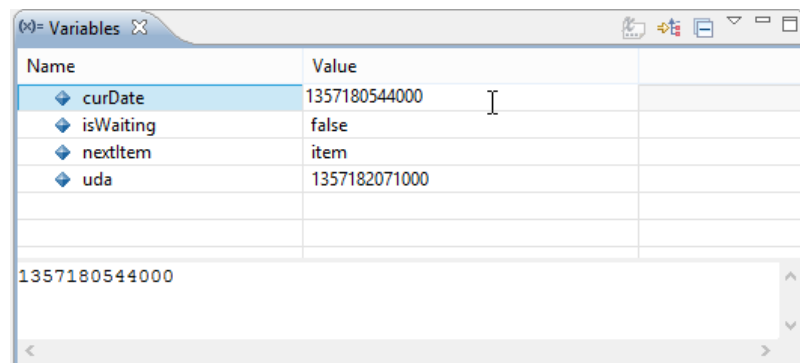 (x)= Variables
Name Value
curDate 1357180544000
isWaiting false
nextItem item
uda 1357182071000
1357180544000